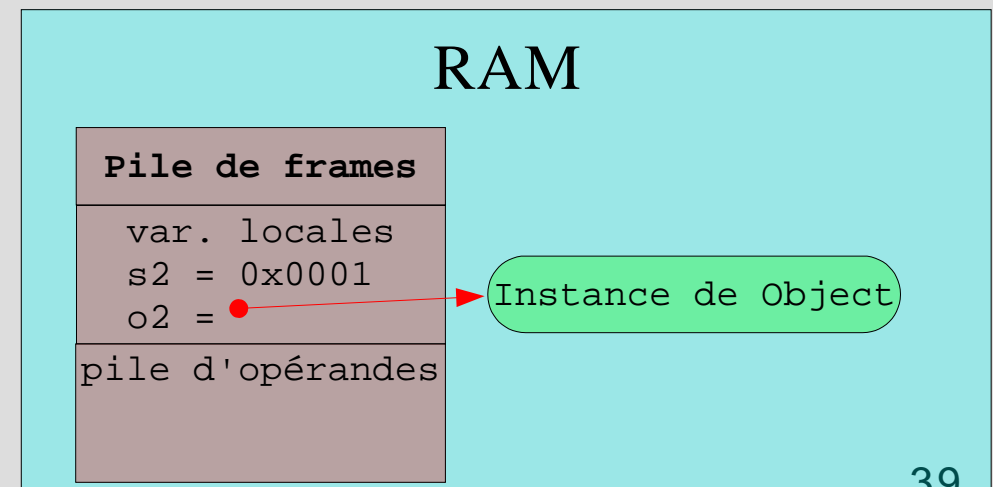 RAM
Pile de frames
var. locales
s2 = 0x0001
o2 =
Instance de Object
pile d'opérandes
39